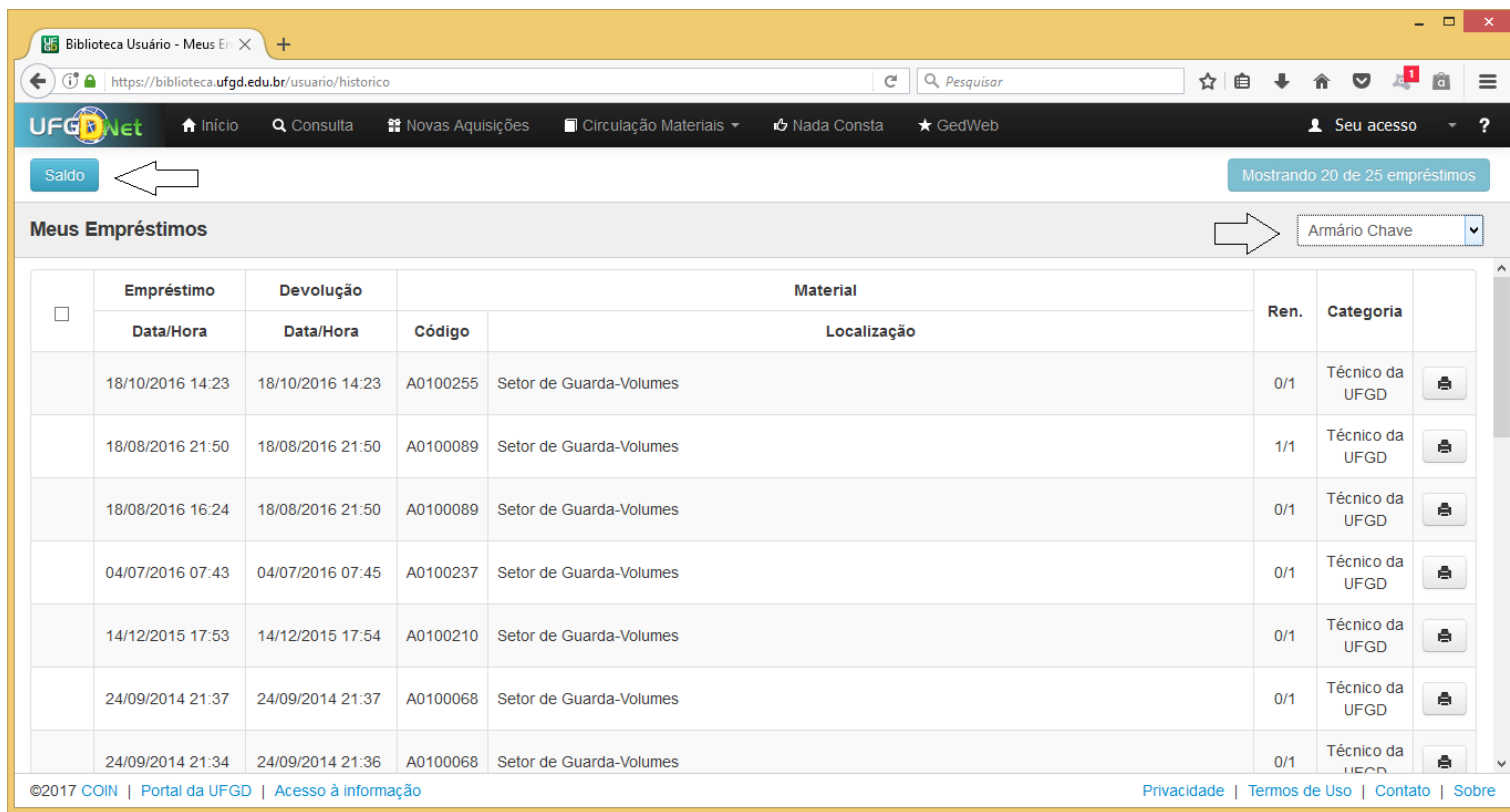 Biblioteca Usuário - Meus En
https://biblioteca.ufgd.edu.br/usuario/historico
Pesquisar
1
UFGDNet
Início
Consulta
Novas Aquisições
Circulação Materiais
Nada Consta
GedWeb
Seu acesso
?
Saldo
Mostrando 20 de 25 empréstimos
Meus Empréstimos
Armário Chave
Empréstimo Devolução Material Ren. Categoria
Data/Hora Data/Hora Código Localização
18/10/2016 14:23 18/10/2016 14:23 A0100255 Setor de Guarda-Volumes 0/1 Técnico da
UFGD
18/08/2016 21:50 18/08/2016 21:50 A0100089 Setor de Guarda-Volumes 1/1 Técnico da
UFGD
18/08/2016 16:24 18/08/2016 21:50 A0100089 Setor de Guarda-Volumes 0/1 Técnico da
UFGD
04/07/2016 07:43 04/07/2016 07:45 A0100237 Setor de Guarda-Volumes 0/1 Técnico da
UFGD
14/12/2015 17:53 14/12/2015 17:54 A0100210 Setor de Guarda-Volumes 0/1 Técnico da
UFGD
24/09/2014 21:37 24/09/2014 21:37 A0100068 Setor de Guarda-Volumes 0/1 Técnico da
UFGD
24/09/2014 21:34 24/09/2014 21:36 A0100068 Setor de Guarda-Volumes 0/1 Técnico da
UFGD
©2017 COIN | Portal da UFGD | Acesso à informação
Privacidade | Termos de Uso | Contato | Sobre